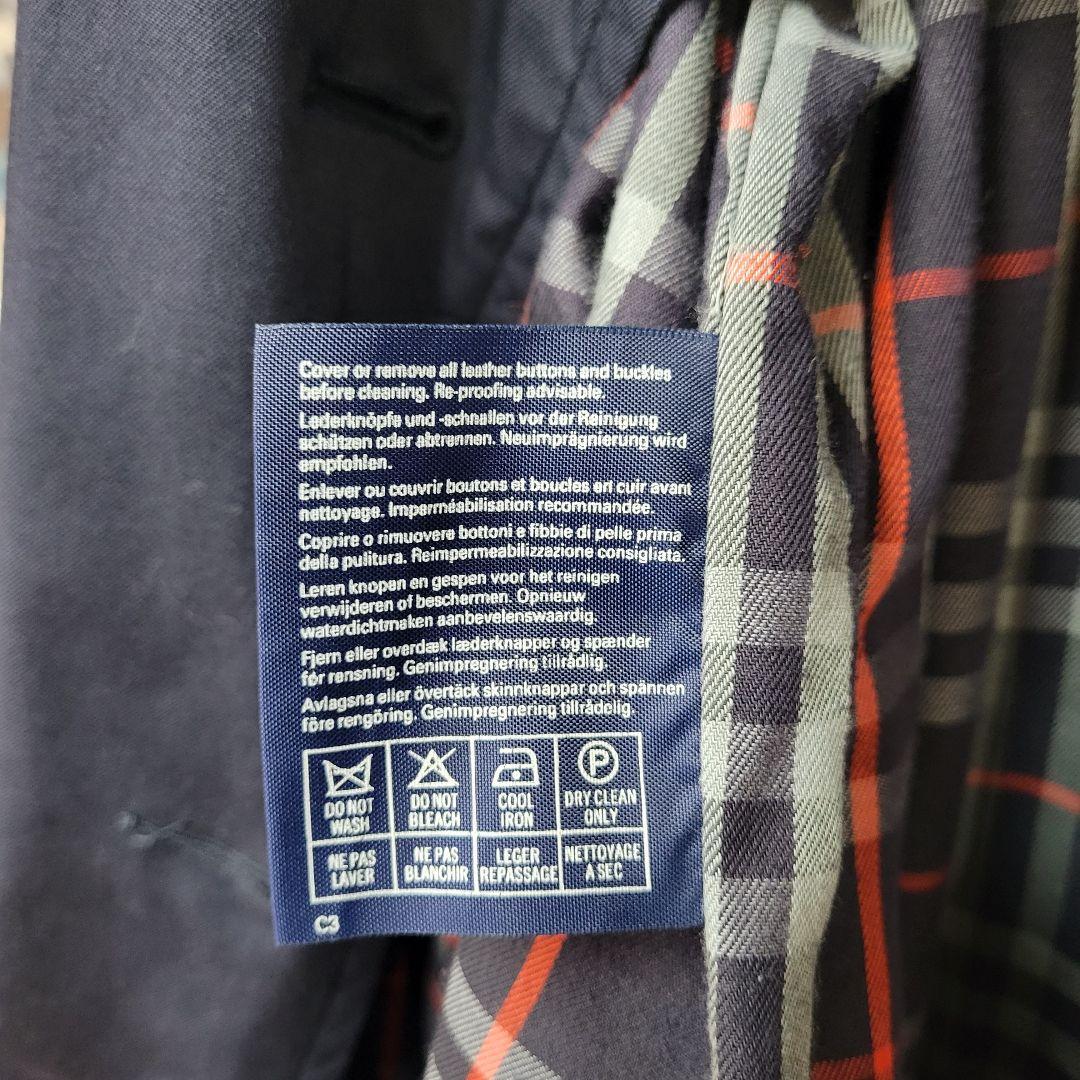 Cover or remove all leather buttons and buckles
before cleaning. Re-proofing advisable.
Lederknöpfe und -schnallen vor der Reinigung
schützen oder abtrennen. Neuimprägnierung wird
empfohlen.
Enlever ou couvrir boutons et boucles en cuir avant
nettoyage. Imperméabilisation recommandée.
Coprire o rimuovere bottoni e fibbie di pelle prima
della pulitura. Reimpermeabilizzazione consigliata.
Leren knopen en gespen voor het reinigen
verwijderen of beschermen. Opnieuw
waterdichtmaken aanbevelenswaardig.
Fjern eller overdæk læderknapper og spænder
før rensning. Genimpregnering tillrådlig.
Avlagsna eller övertäck skinnknappar och spännen
före rengöring. Genimpregnering tillrådelig.
DO NOT WASH
DO NOT BLEACH
COOL IRON
P
DRY CLEAN ONLY
NE PAS LAVER
NE PAS BLANCHIR
LEGER REPASSAGE
NETTOYAGE A SEC
C3